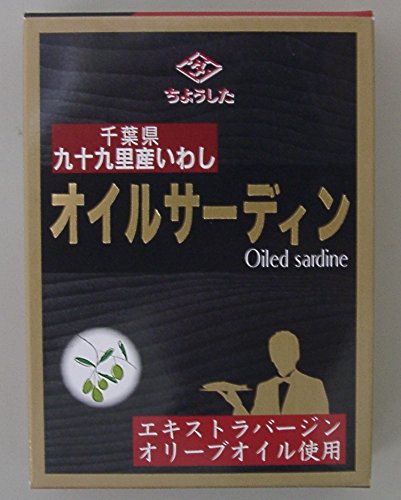 ちょうした
千葉県
九十九里産いわし
オイルサーディン
Oiled sardine
エキストラバージン
オリーブオイル使用